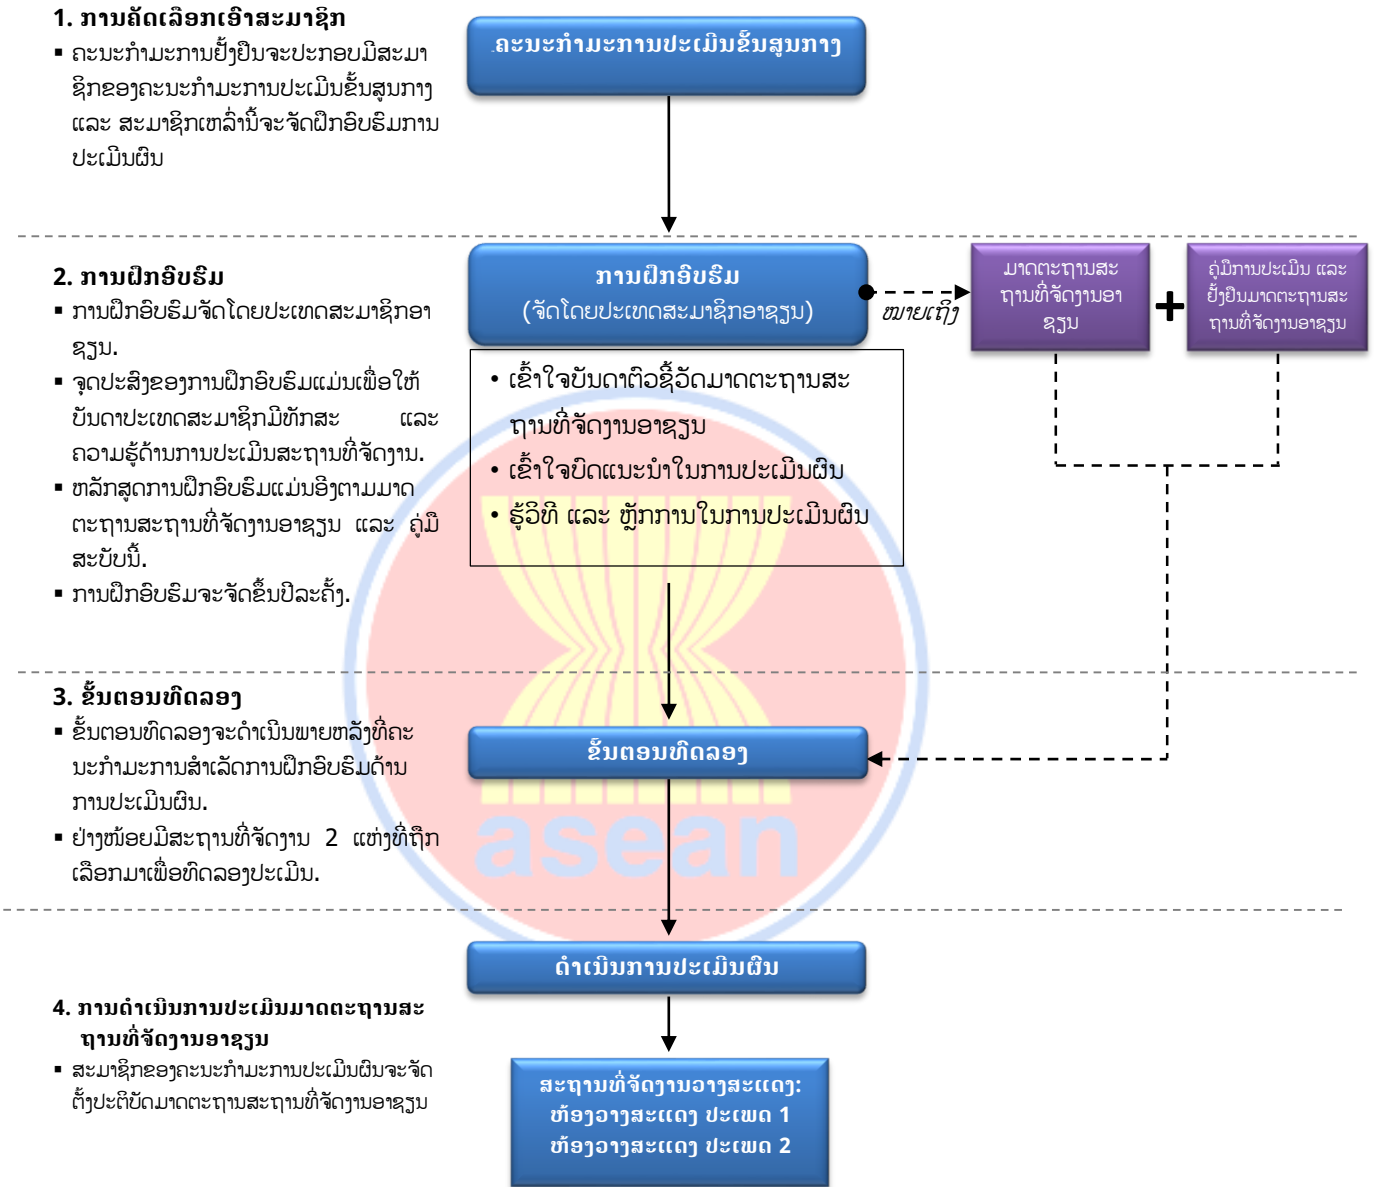 1. ການຄັດເລືອກເອົາສະມາຊິກ
▪ ຄະນະກຳມະການຢັ້ງຢືນຈະປະກອບມີສະມາ
ຊິກຂອງຄະນະກຳມະການປະເມີນຂັ້ນສູນກາງ
ແລະ ສະມາຊິກເຫລົ່ານີ້ຈະຈັດຝຶກອົບຮົມການ
ປະເມີນຜົນ
ຄະນະກຳມະການປະເມີນຂັ້ນສູນກາງ
2. ການຝຶກອົບຮົມ
▪ ການຝຶກອົບຮົມຈັດໂດຍປະເທດສະມາຊິກອາ
ຊຽນ.
▪ ຈຸດປະສົງຂອງການຝຶກອົບຮົມແມ່ນເພື່ອໃຫ້
ບັນດາປະເທດສະມາຊິກມີທັກສະ ແລະ
ຄວາມຮູ້ດ້ານການປະເມີນສະຖານທີ່ຈັດງານ.
▪ ຫລັກສູດການຝຶກອົບຮົມແມ່ນອີງຕາມມາດ
ຕະຖານສະຖານທີ່ຈັດງານອາຊຽນ ແລະ ຄູ່ມື
ສະບັບນີ້.
▪ ການຝຶກອົບຮົມຈະຈັດຂຶ້ນປີລະຄັ້ງ.
ການຝຶກອົບຮົມ
(ຈັດໂດຍປະເທດສະມາຊິກອາຊຽນ)
ໝາຍເຖິງ
ມາດຕະຖານສະ
ຖານທີ່ຈັດງານອາ
ຊຽນ
+
ຄູ່ມືການປະເມີນ ແລະ
ຢັ້ງຢືນມາດຕະຖານສະ
ຖານທີ່ຈັດງານອາຊຽນ
• ເຂົ້າໃຈບັນດາຕົວຊີ້ວັດມາດຕະຖານສະ
ຖານທີ່ຈັດງານອາຊຽນ
• ເຂົ້າໃຈບົດແນະນຳໃນການປະເມີນຜົນ
• ຮູ້ວິທີ ແລະ ຫຼັກການໃນການປະເມີນຜົນ
3. ຂັ້ນຕອນທົດລອງ
▪ ຂັ້ນຕອນທົດລອງຈະດຳເນີນພາຍຫລັງທີ່ຄະ
ນະກຳມະການສຳເລັດການຝຶກອົບຮົມດ້ານ
ການປະເມີນຜົນ.
▪ ຢ່າງໜ້ອຍມີສະຖານທີ່ຈັດງານ 2 ແຫ່ງທີ່ຖືກ
ເລືອກມາເພື່ອທົດລອງປະເມີນ.
ຂັ້ນຕອນທົດລອງ
asean
ດຳເນີນການປະເມີນຜົນ
4. ການດຳເນີນການປະເມີນມາດຕະຖານສະ
ຖານທີ່ຈັດງານອາຊຽນ
▪ ສະມາຊິກຂອງຄະນະກຳມະການປະເມີນຜົນຈະຈັດ
ຕັ້ງປະຕິບັດມາດຕະຖານສະຖານທີ່ຈັດງານອາຊຽນ
ສະຖານທີ່ຈັດງານວາງສະແດງ:
ຫ້ອງວາງສະແດງ ປະເພດ 1
ຫ້ອງວາງສະແດງ ປະເພດ 2